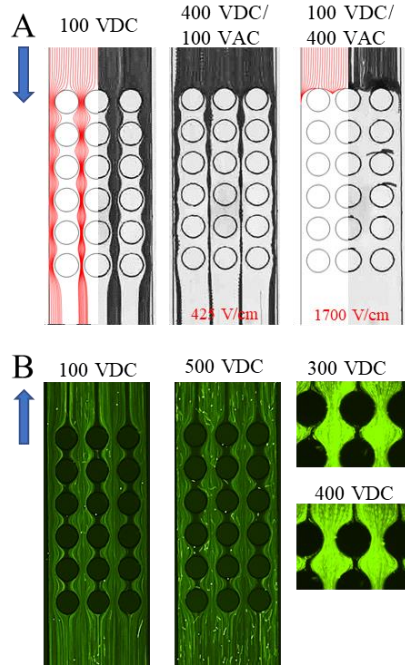 A
100 VDC
400 VDC/
100 VAC
100 VDC/
400 VAC
425 V/cm
1700 V/cm
B
100 VDC
500 VDC
300 VDC
400 VDC